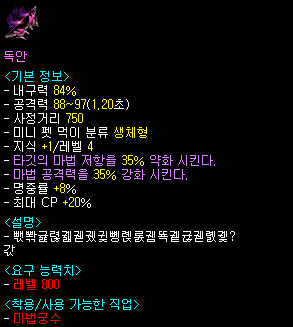 독안
<기본 정보>
- 내구력 84%
- 공격력 88~97(1,20초)
- 사정거리 750
- 미니 펫 먹이 분류 생체형
- 지식 +1/레벨 4
- 타깃의 마법 저항을 35% 약화 시킨다.
- 마법 공격력을 35% 강화 시킨다.
- 명중률 +8%
- 최대 CP +20%
<설명>
값
<요구 능력치>
- 레벨 800
<착용/사용 가능한 직업>
- 마법궁수